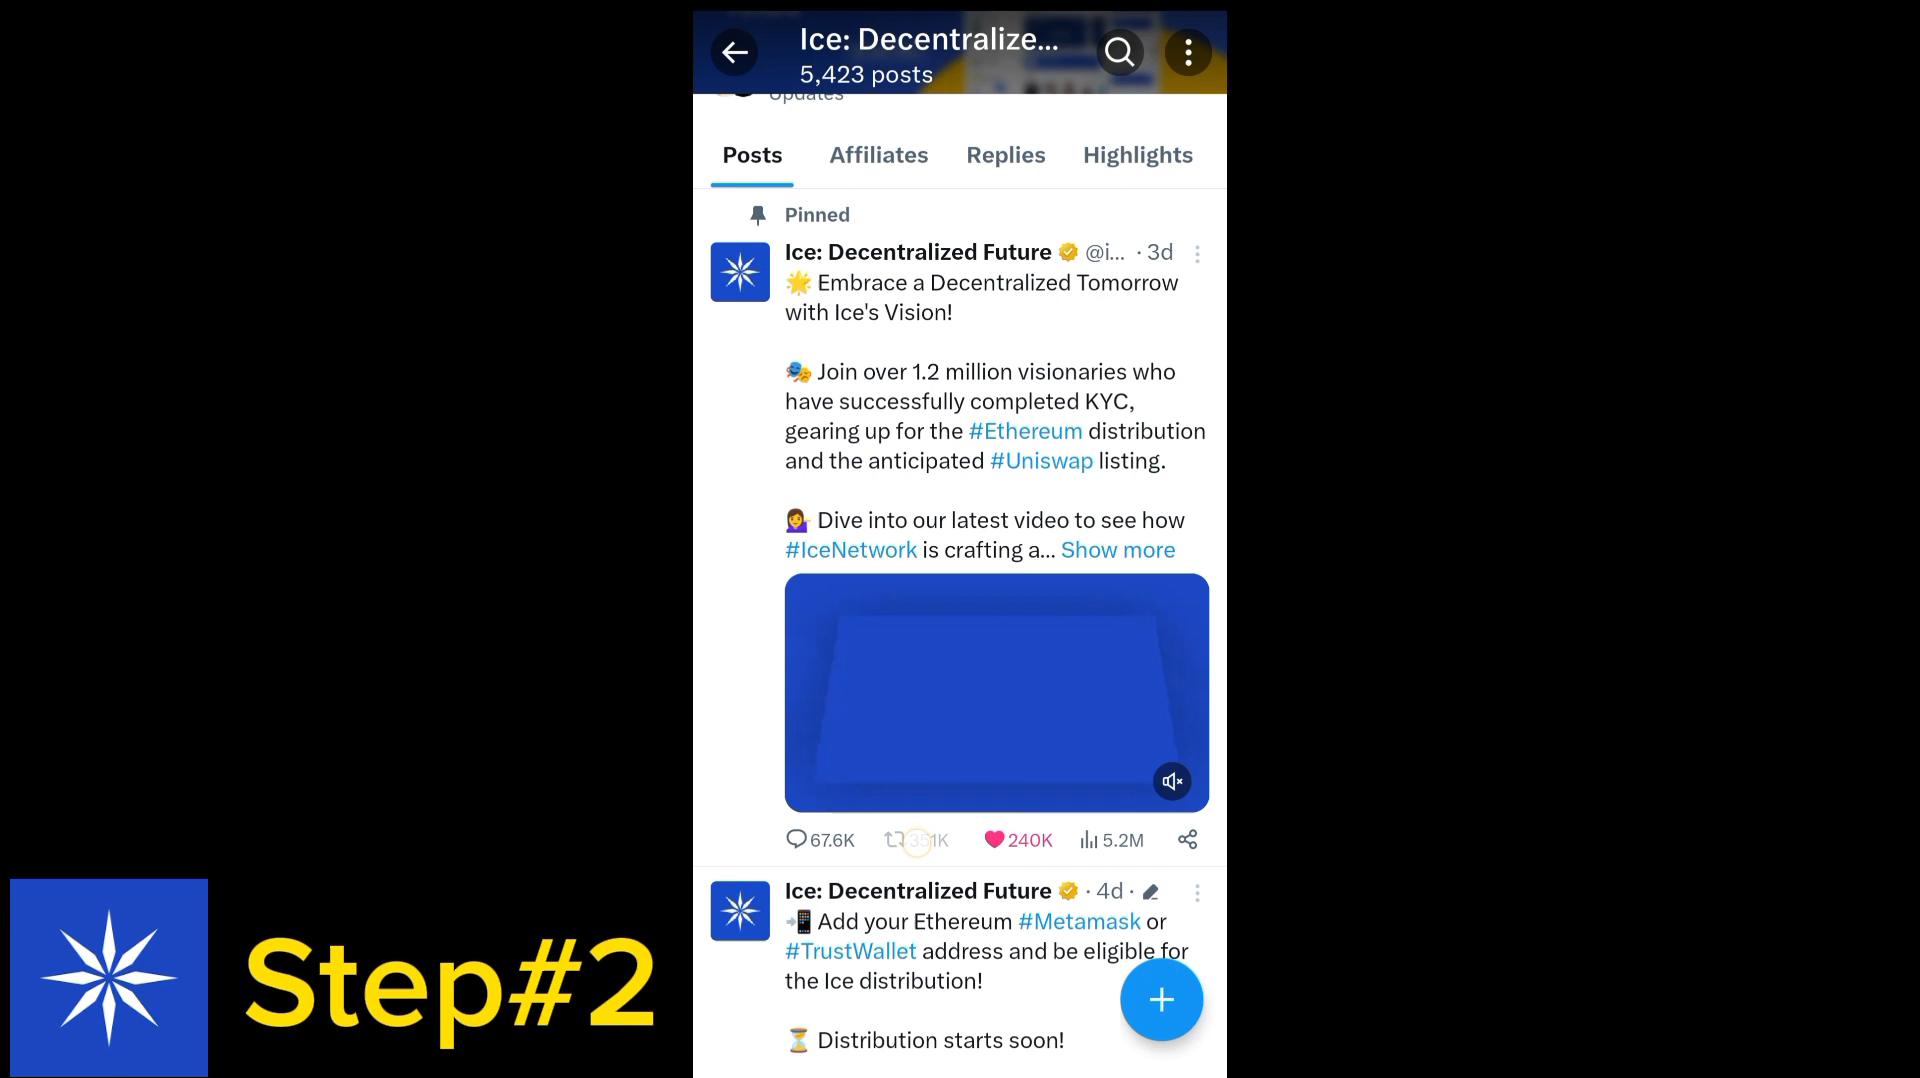 Ice: Decentralize...
5,423 posts
Updates
Posts Affiliates Replies Highlights
Pinned
Ice: Decentralized Future @i... · 3d
🌟 Embrace a Decentralized Tomorrow
with Ice's Vision!
🎭 Join over 1.2 million visionaries who
have successfully completed KYC,
gearing up for the #Ethereum distribution
and the anticipated #Uniswap listing.
💁‍♀️ Dive into our latest video to see how
#IceNetwork is crafting a... Show more
67.6K 351K 240K 5.2M
Ice: Decentralized Future · 4d ·
📲 Add your Ethereum #Metamask or
#TrustWallet address and be eligible for
the Ice distribution!
⏳ Distribution starts soon!
Step#2